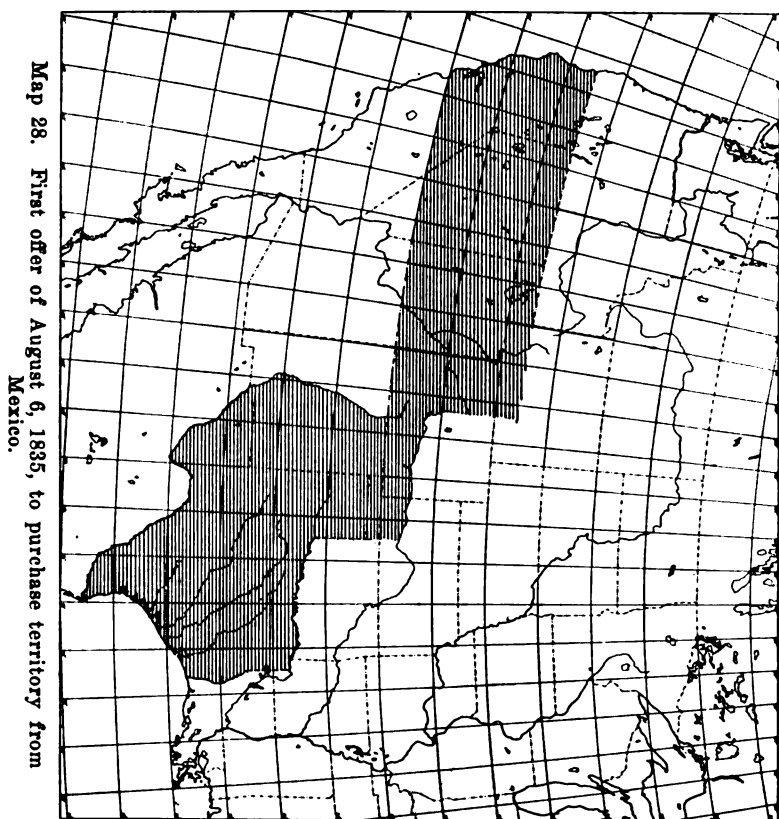 Map 28. First offer of August 6, 1835, to purchase territory from
Mexico.